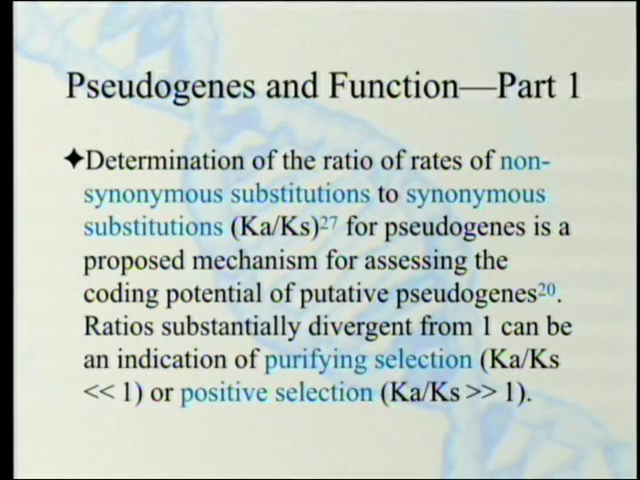 Pseudogenes and Function—Part 1
✦Determination of the ratio of rates of non-
synonymous substitutions to synonymous
substitutions (Ka/Ks)27 for pseudogenes is a
proposed mechanism for assessing the
coding potential of putative pseudogenes20.
Ratios substantially divergent from 1 can be
an indication of purifying selection (Ka/Ks
<< 1) or positive selection (Ka/Ks >> 1).